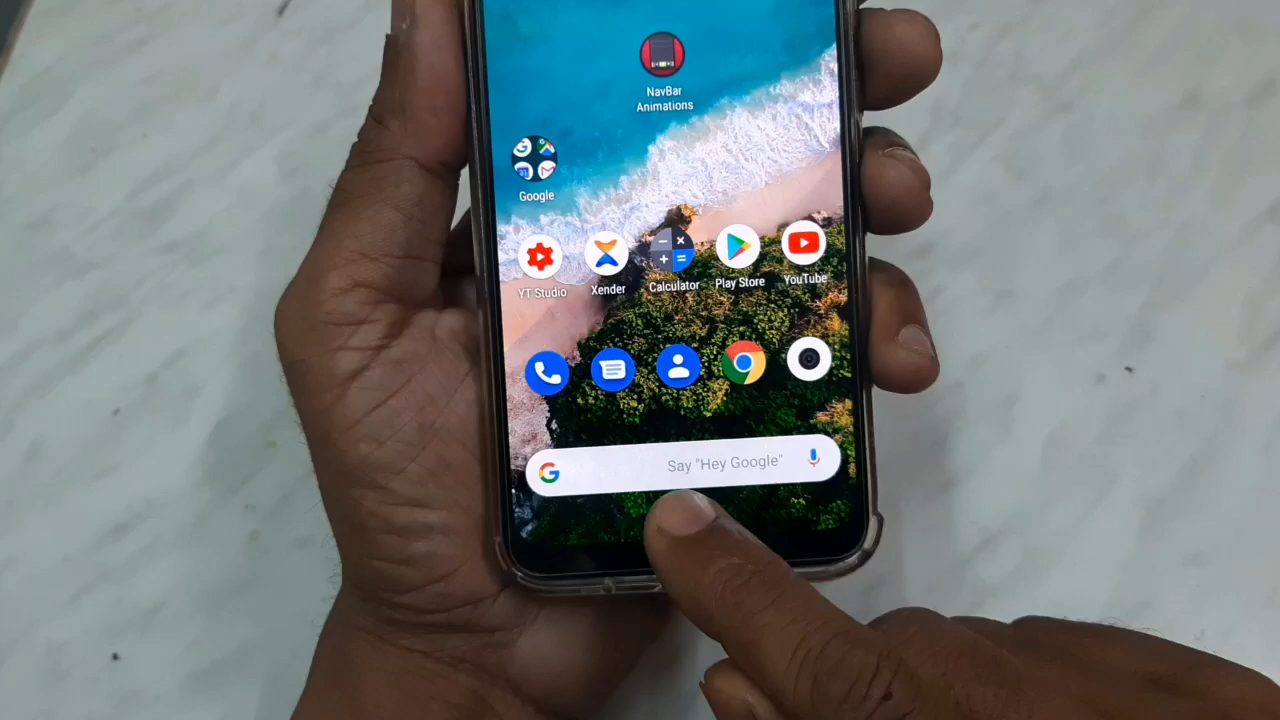 NavBar
Animations
Google
YT Studio
Xender
Calculator
Play Store
YouTube
Say "Hey Google"